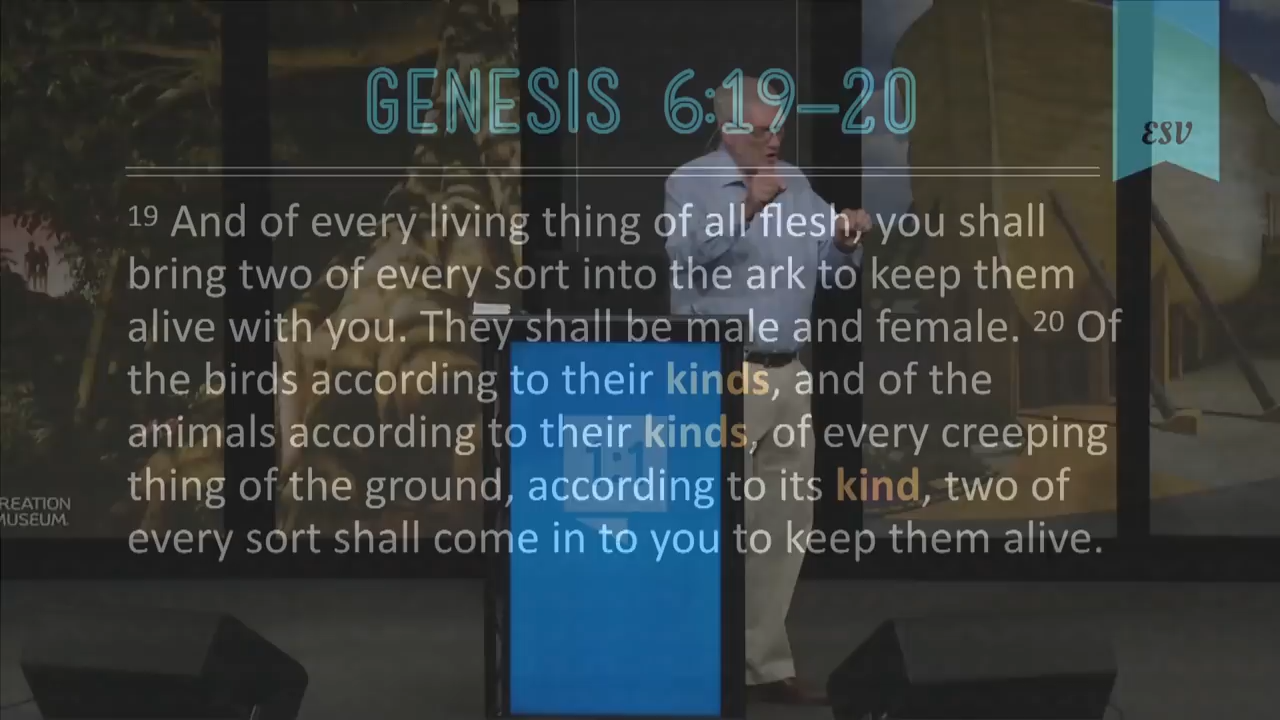 GENESIS 6:19–20
ESV
19 And of every living thing of all flesh, you shall
bring two of every sort into the ark to keep them
alive with you. They shall be male and female. 20 Of
the birds according to their kinds, and of the
animals according to their kinds, of every creeping
thing of the ground, according to its kind, two of
every sort shall come in to you to keep them alive.
1:1
REATION
MUSEUM